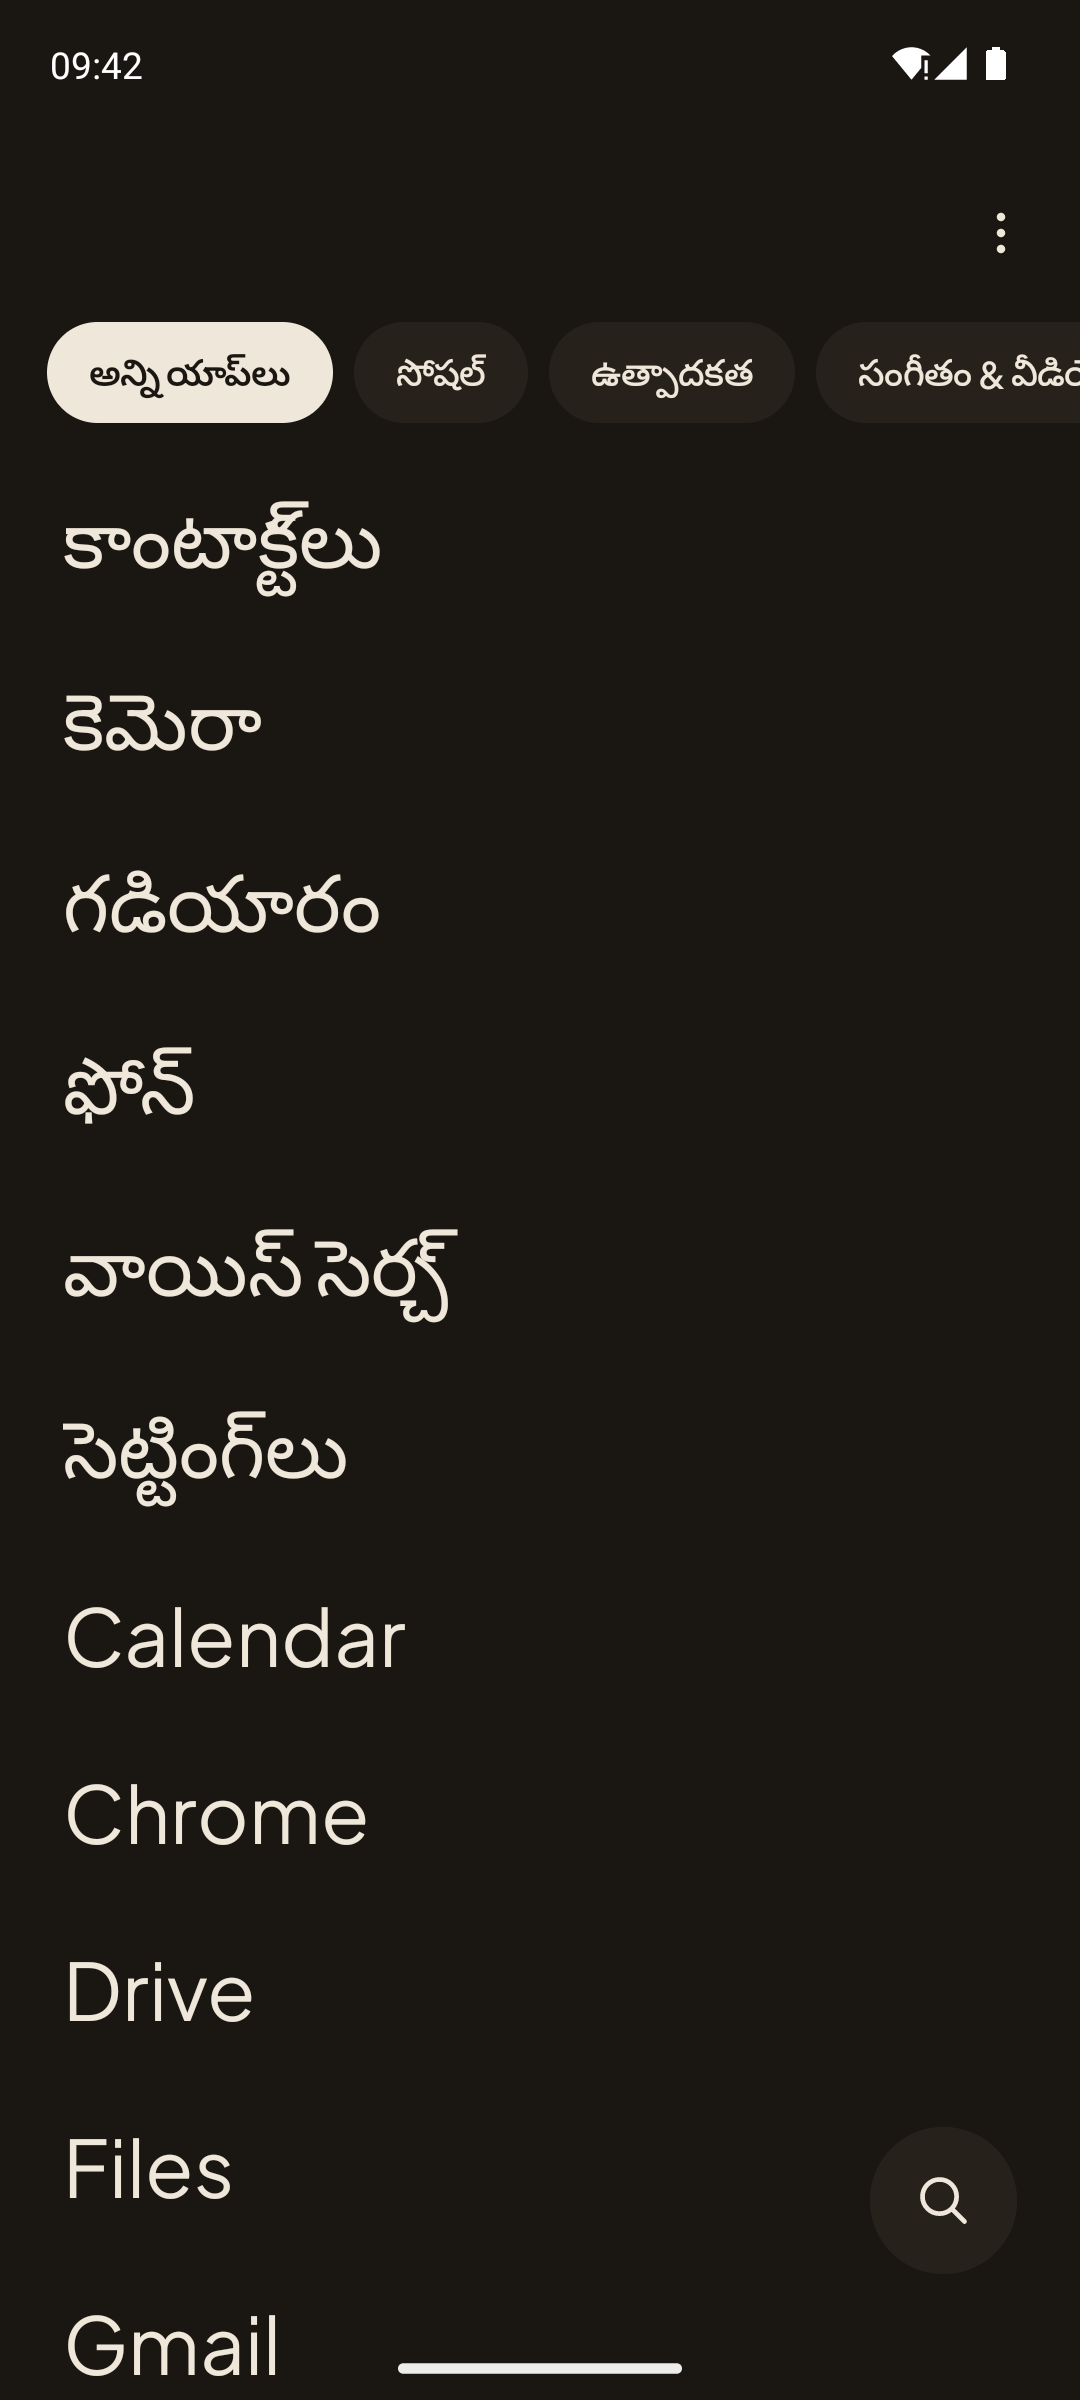 09:42
అన్ని యాప్‌లు
సోషల్
ఉత్పాదకత
సంగీతం & 
కాంటాక్ట్‌లు
కెమెరా
గడియారం
ఫోన్
వాయిస్ సెర్చ్
సెట్టింగ్‌లు
Calendar
Chrome
Drive
Files
Gmail